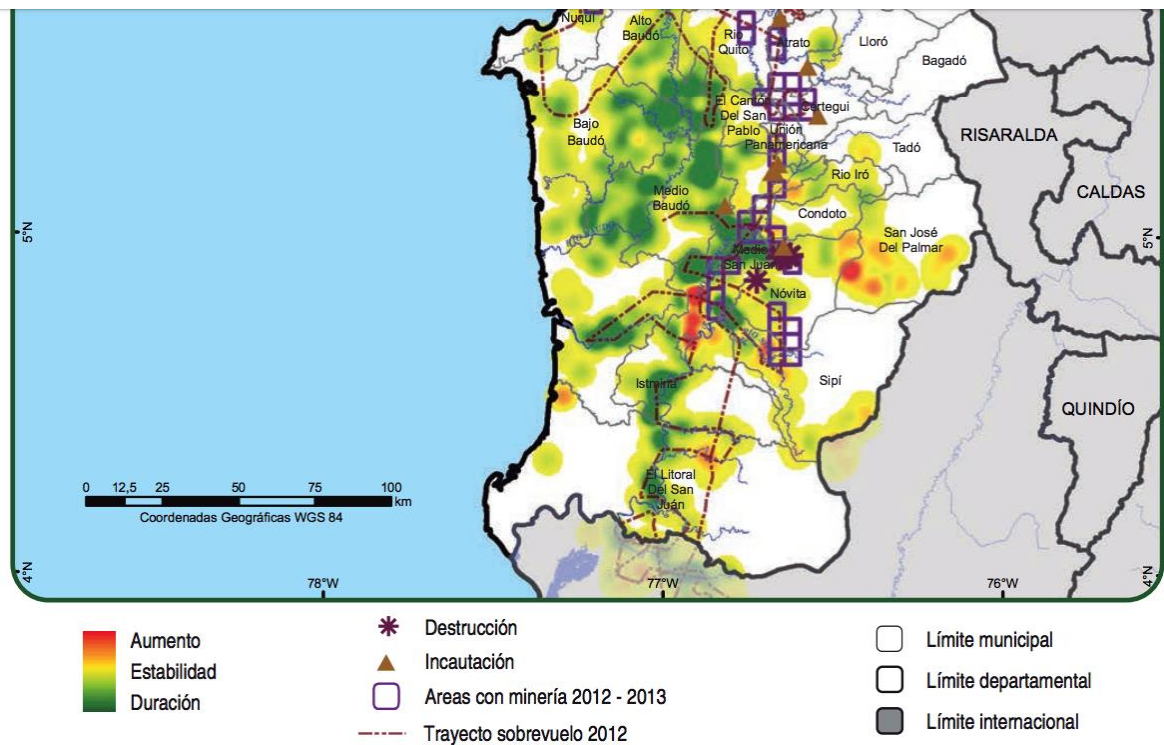 Nuquí
Alto
Baudó
Rio
Quito
Atrato
Lloró
Bagadó
El Cantón
Del San
Pablo
Certegui
Unión
Panamericana
RISARALDA
Bajo
Baudó
Tadó
Rio Iró
CALDAS
Medio
Baudó
Condoto
San José
Del Palmar
5°N
5°N
Medio
San Juan
Nóvita
Sipí
Istmina
QUINDÍO
El Litoral
Del San
Juán
0 12,5 25 50 75 100
km
Coordenadas Geográficas WGS 84
4°N
4°N
78°W
77°W
76°W
Aumento
Estabilidad
Duración
Destrucción
Incautación
Areas con minería 2012 - 2013
Trayecto sobrevuelo 2012
Límite municipal
Límite departamental
Límite internacional